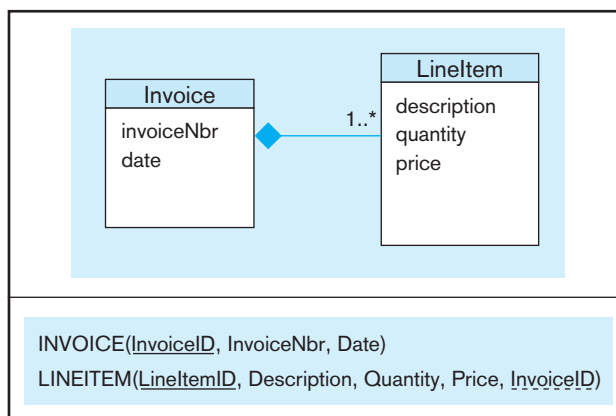 Invoice
invoiceNbr
date
1..*
LineItem
description
quantity
price
INVOICE(InvoiceID, InvoiceNbr, Date)
LINEITEM(LineItemID, Description, Quantity, Price, InvoiceID)